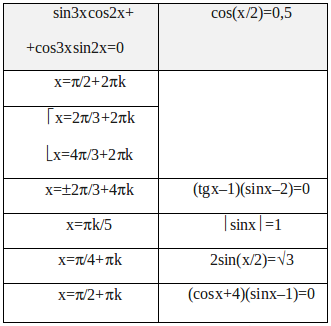 sin3xcos2x+
+cos3xsin2x=0
cos(x/2)=0,5
x=π/2+2πk
⎡x=2π/3+2πk
⎣x=4π/3+2πk
x=±2π/3+4πk
(tgx–1)(sinx–2)=0
x=πk/5
│sinx│=1
x=π/4+πk
2sin(x/2)=√3
x=π/2+πk
(cosx+4)(sinx–1)=0